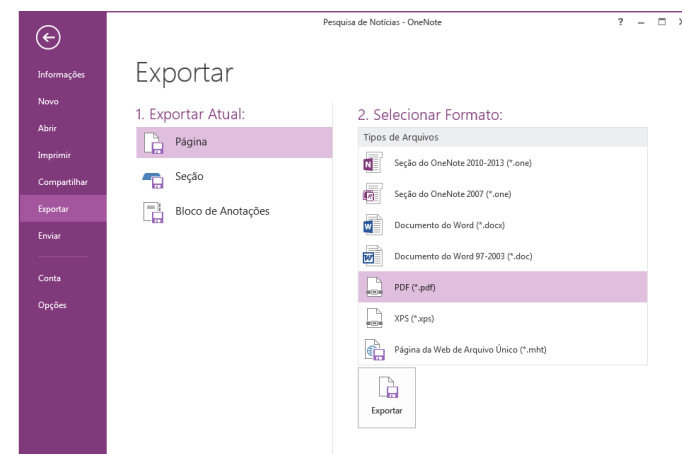 Pesquisa de Notícias - OneNote
?
Informações
Novo
Abrir
Imprimir
Compartilhar
Exportar
Enviar
Conta
Opções
Exportar
1. Exportar Atual:
Página
Seção
Bloco de Anotações
2. Selecionar Formato:
Tipos de Arquivos
Seção do OneNote 2010-2013 (*.one)
Seção do OneNote 2007 (*.one)
Documento do Word (*.docx)
Documento do Word 97-2003 (*.doc)
PDF (*.pdf)
XPS (*.xps)
Página da Web de Arquivo Único (*.mht)
Exportar